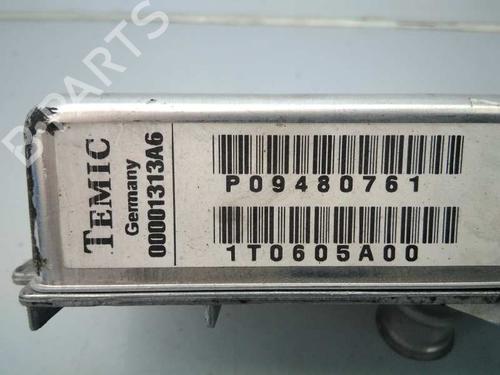 B-PARTS
TEMIC
Germany
00001313A6
P09480761
1T0605A00